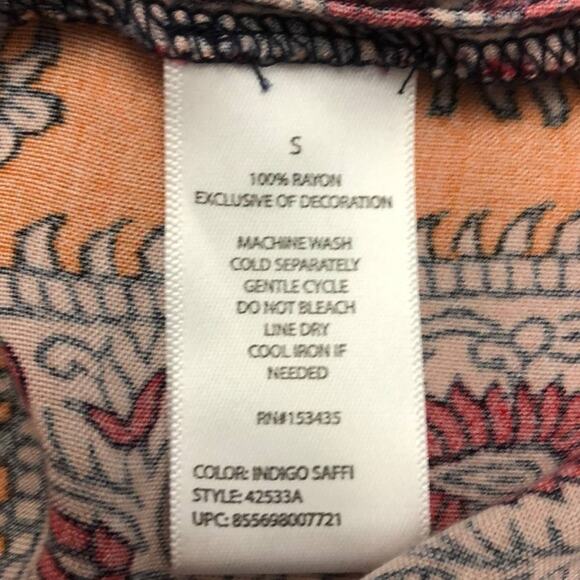 S
100% RAYON
EXCLUSIVE OF DECORATION
MACHINE WASH
COLD SEPARATELY
GENTLE CYCLE
DO NOT BLEACH
LINE DRY
COOL IRON IF
NEEDED
RN#153435
COLOR: INDIGO SAFFI
STYLE: 42533A
UPC: 855698007721